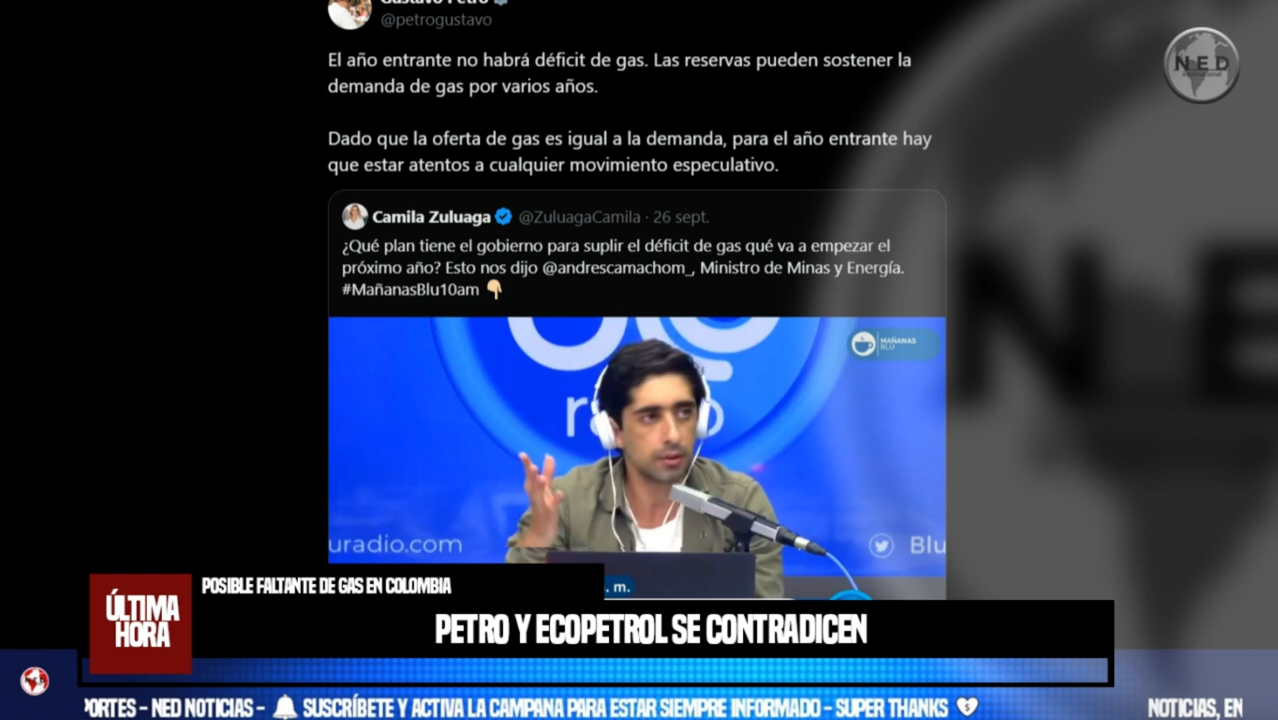 Gustavo Petro
@petrogustavo
NED
International
El año entrante no habrá déficit de gas. Las reservas pueden sostener la
demanda de gas por varios años.
Dado que la oferta de gas es igual a la demanda, para el año entrante hay
que estar atentos a cualquier movimiento especulativo.
Camila Zuluaga @ZuluagaCamila · 26 sept.
¿Qué plan tiene el gobierno para suplir el déficit de gas qué va a empezar el
próximo año? Esto nos dijo @andrescamachom_, Ministro de Minas y Energía.
#MañanasBlu10am 👇🏼
MAÑANAS
BLU
uradio.com
Blu
. m.
POSIBLE FALTANTE DE GAS EN COLOMBIA
ÚLTIMA
HORA
PETRO Y ECOPETROL SE CONTRADICEN
PORTES - NED NOTICIAS - 🔔 SUSCRÍBETE Y ACTIVA LA CAMPANA PARA ESTAR SIEMPRE INFORMADO - SUPER THANKS
NOTICIAS, EN